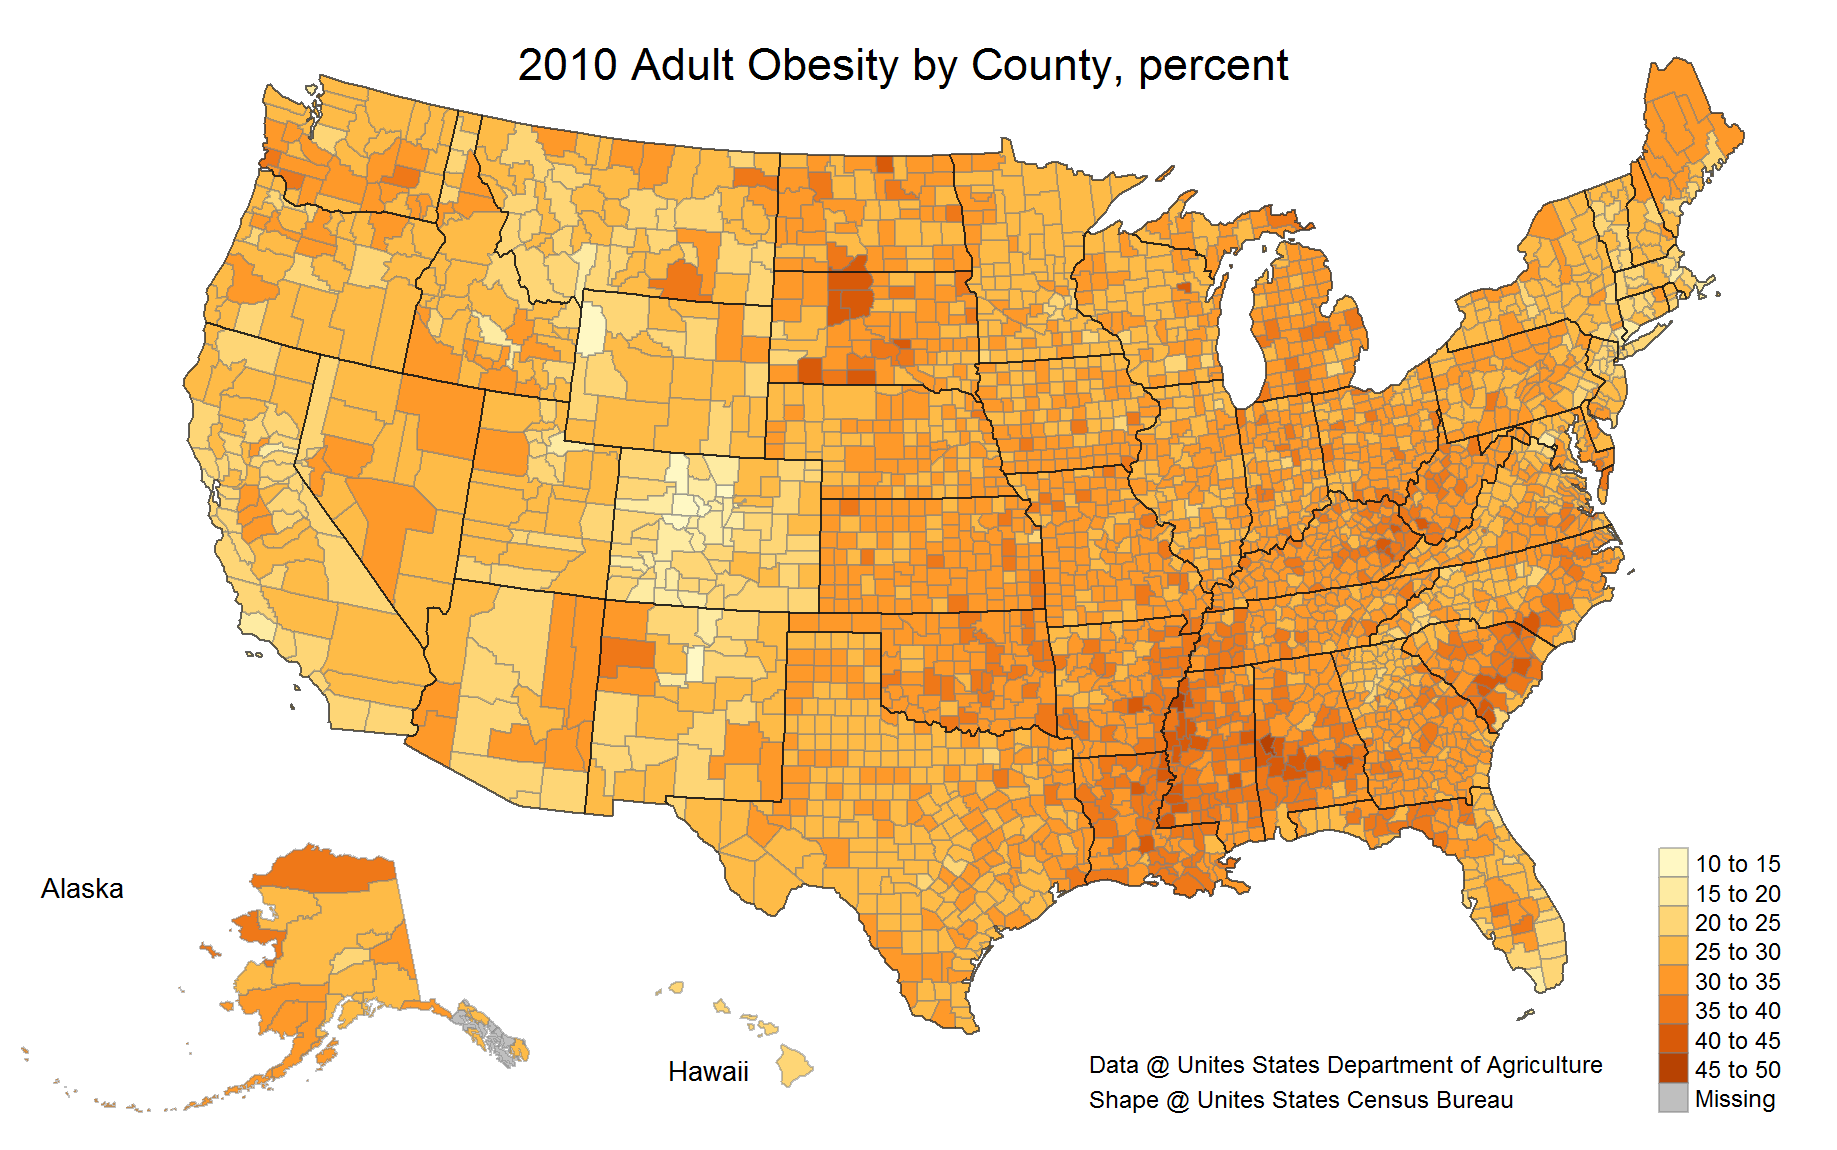 2010 Adult Obesity by County, percent
Alaska
Hawaii
10 to 15
15 to 20
20 to 25
25 to 30
30 to 35
35 to 40
40 to 45
45 to 50
Missing
Data @ Unites States Department of Agriculture
Shape @ Unites States Census Bureau